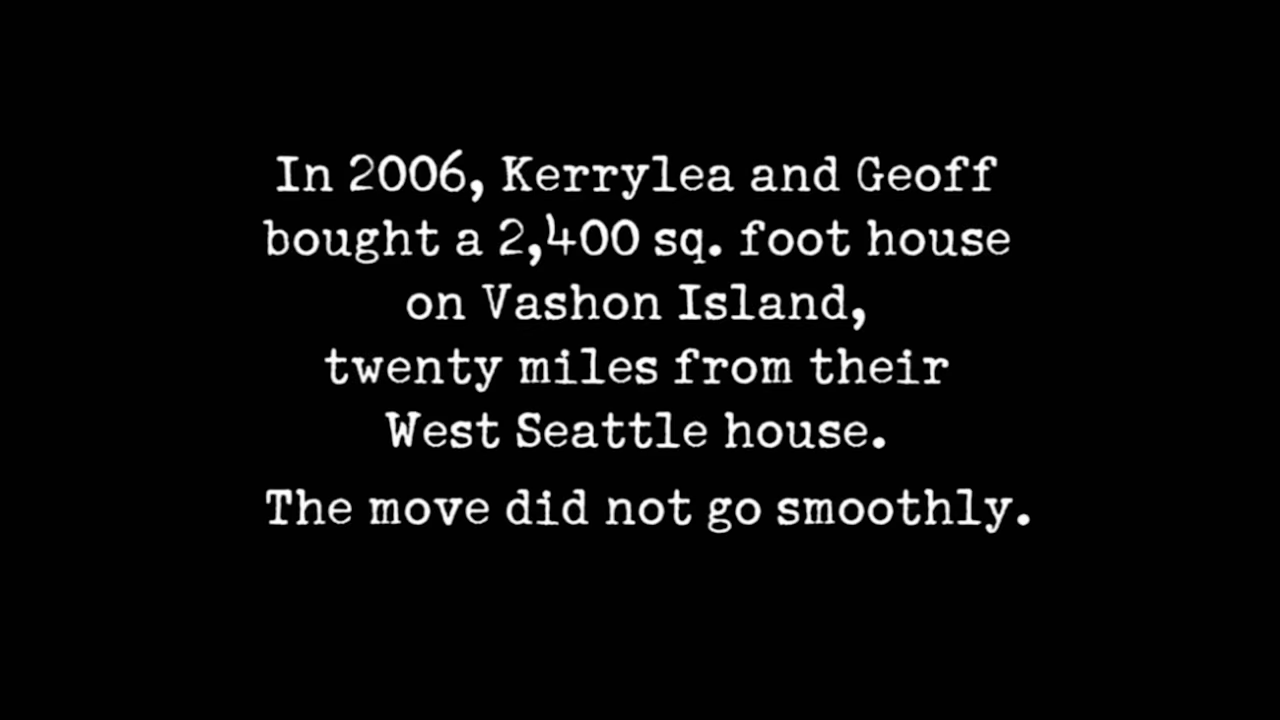 In 2006, Kerrylea and Geoff
bought a 2,400 sq. foot house
on Vashon Island,
twenty miles from their
West Seattle house.
The move did not go smoothly.